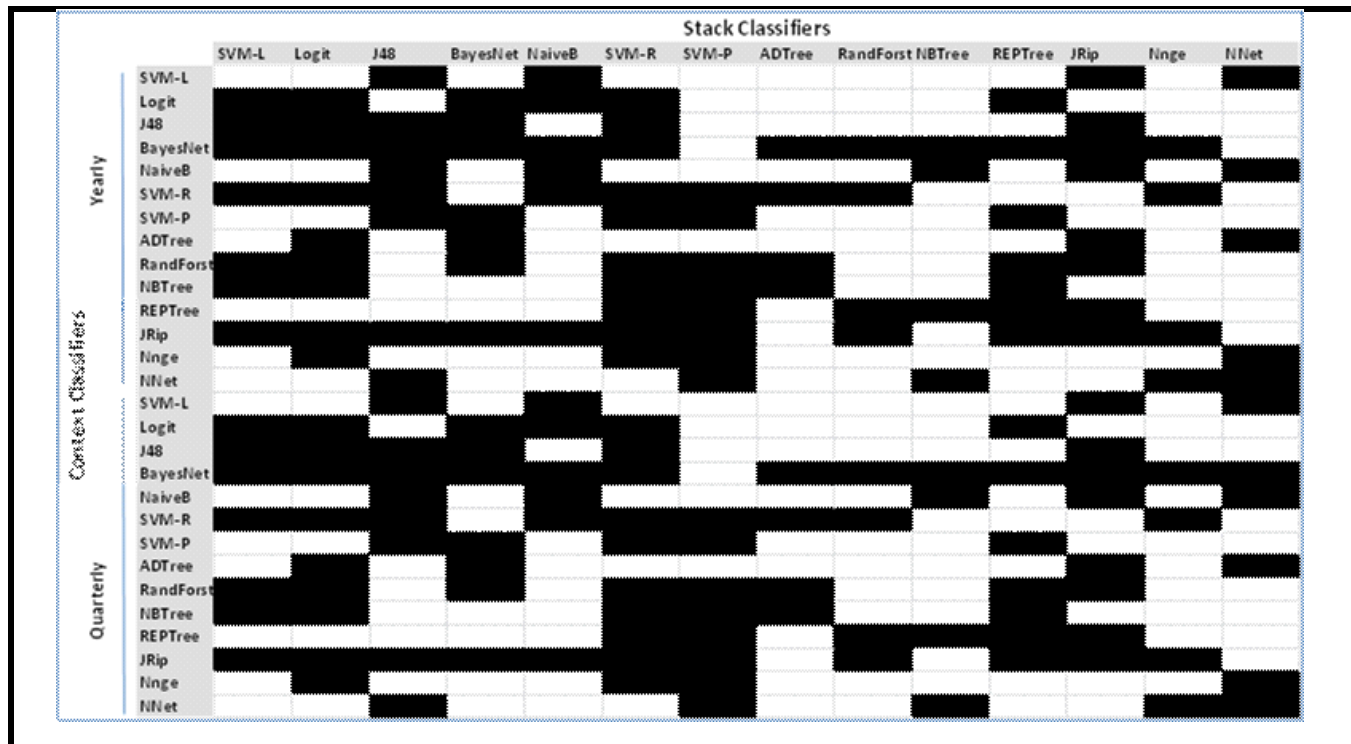 Stack Classifiers
SVM-L Logit J48 BayesNet NaiveB SVM-R SVM-P ADTree RandForst NBTree REPTree JRip Nnge NNet
Context Classifiers
Yearly
SVM-L
Logit
J48
BayesNet
NaiveB
SVM-R
SVM-P
ADTree
RandForst
NBTree
REPTree
JRip
Nnge
NNet
Quarterly
SVM-L
Logit
J48
BayesNet
NaiveB
SVM-R
SVM-P
ADTree
RandForst
NBTree
REPTree
JRip
Nnge
NNet